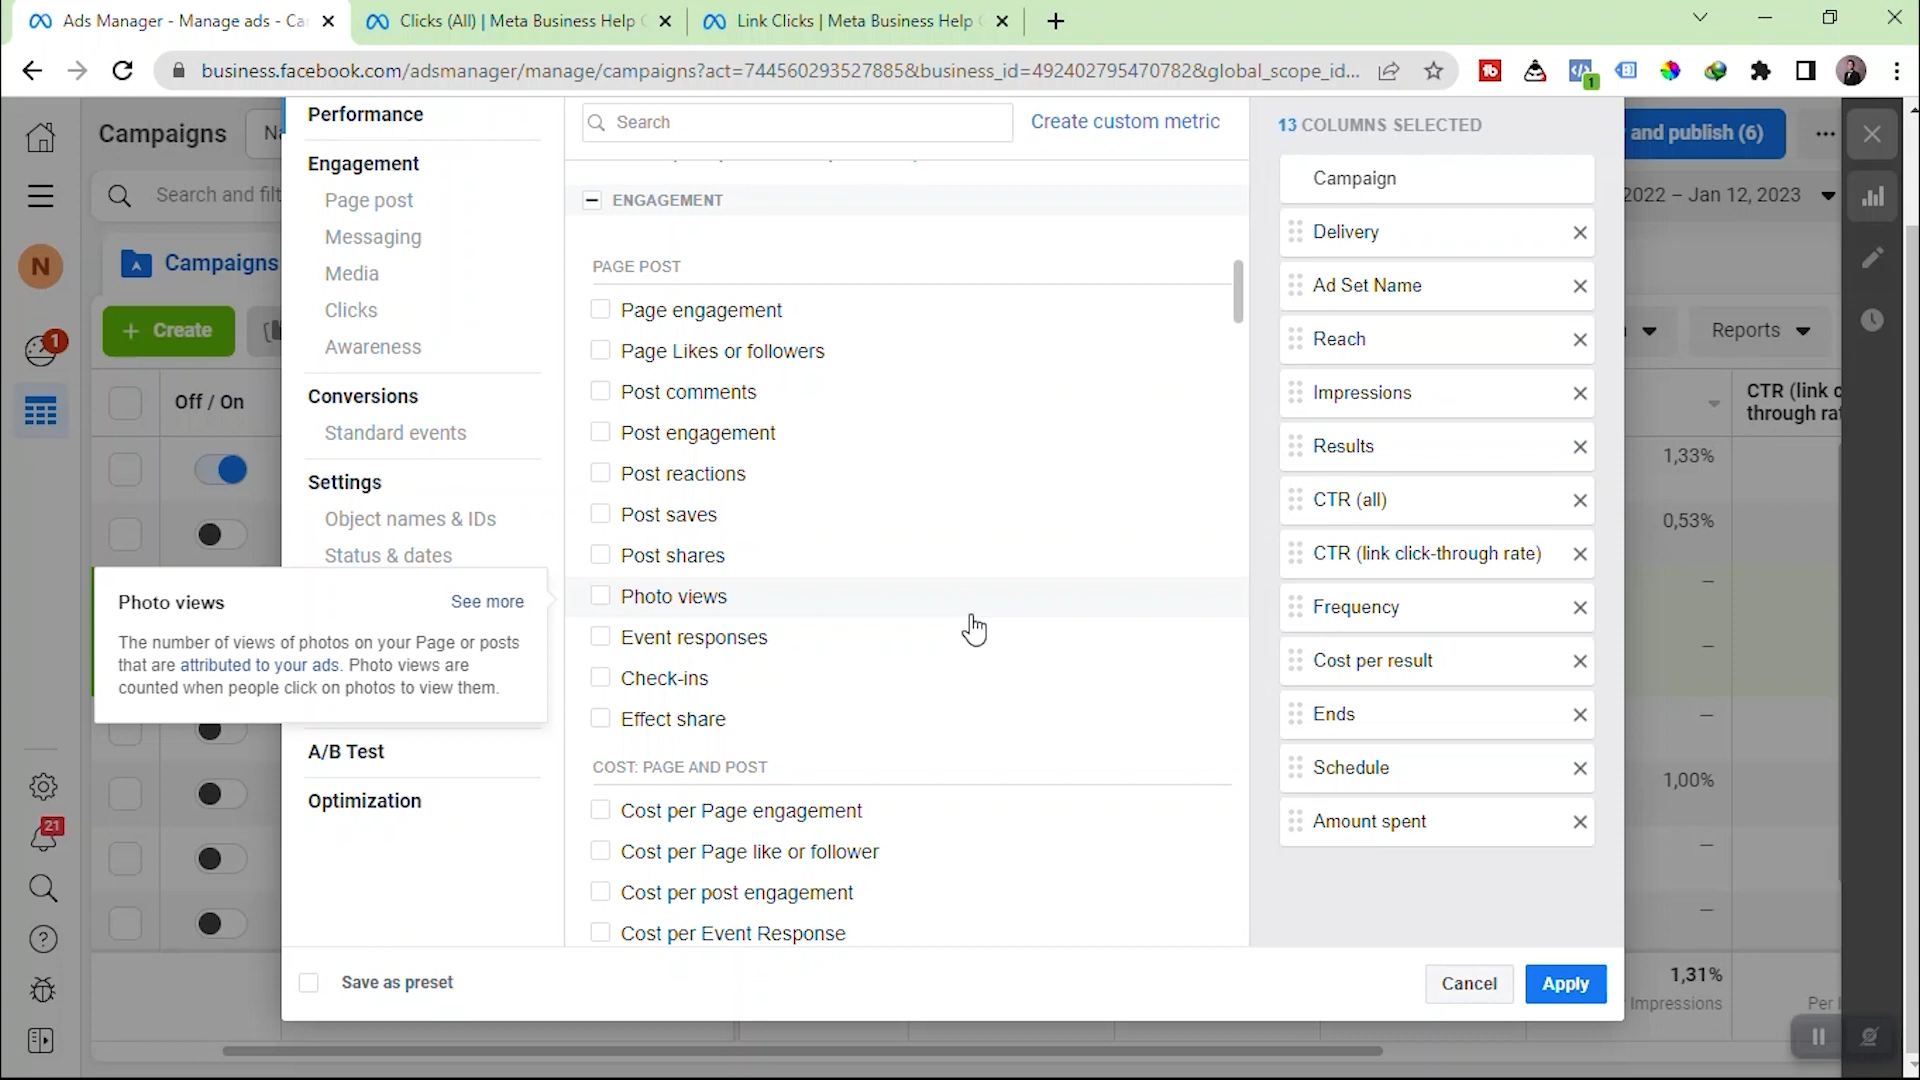 Ads Manager - Manage ads - Ca
Clicks (All) | Meta Business Help C
Link Clicks | Meta Business Help C
business.facebook.com/adsmanager/manage/campaigns?act=744560293527885&business_id=492402795470782&global_scope_id...
1
Campaigns
Na
Search and filt
N
1
Campaigns
+ Create
Off / On
21
Performance
Engagement
Page post
Messaging
Media
Clicks
Awareness
Conversions
Standard events
Settings
Object names & IDs
Status & dates
A/B Test
Optimization
Photo views
See more
The number of views of photos on your Page or posts
that are attributed to your ads. Photo views are
counted when people click on photos to view them.
Search
Create custom metric
ENGAGEMENT
PAGE POST
Page engagement
Page Likes or followers
Post comments
Post engagement
Post reactions
Post saves
Post shares
Photo views
Event responses
Check-ins
Effect share
COST: PAGE AND POST
Cost per Page engagement
Cost per Page like or follower
Cost per post engagement
Cost per Event Response
13 COLUMNS SELECTED
Campaign
Delivery
Ad Set Name
Reach
Impressions
Results
CTR (all)
CTR (link click-through rate)
Frequency
Cost per result
Ends
Schedule
Amount spent
Save as preset
Cancel
Apply
and publish (6)
2022 – Jan 12, 2023
Reports
CTR (link c
through rat
1,33%
0,53%
—
—
—
1,00%
—
—
1,31%
Impressions
Per I